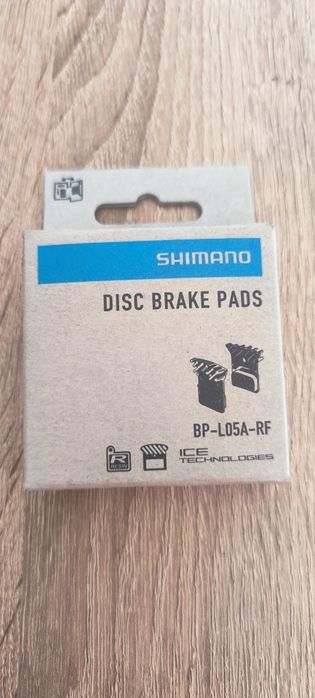 SHIMANO
DISC BRAKE PADS
BP-L05A-RF
R
RESIN
ICE
TECHNOLOGIES